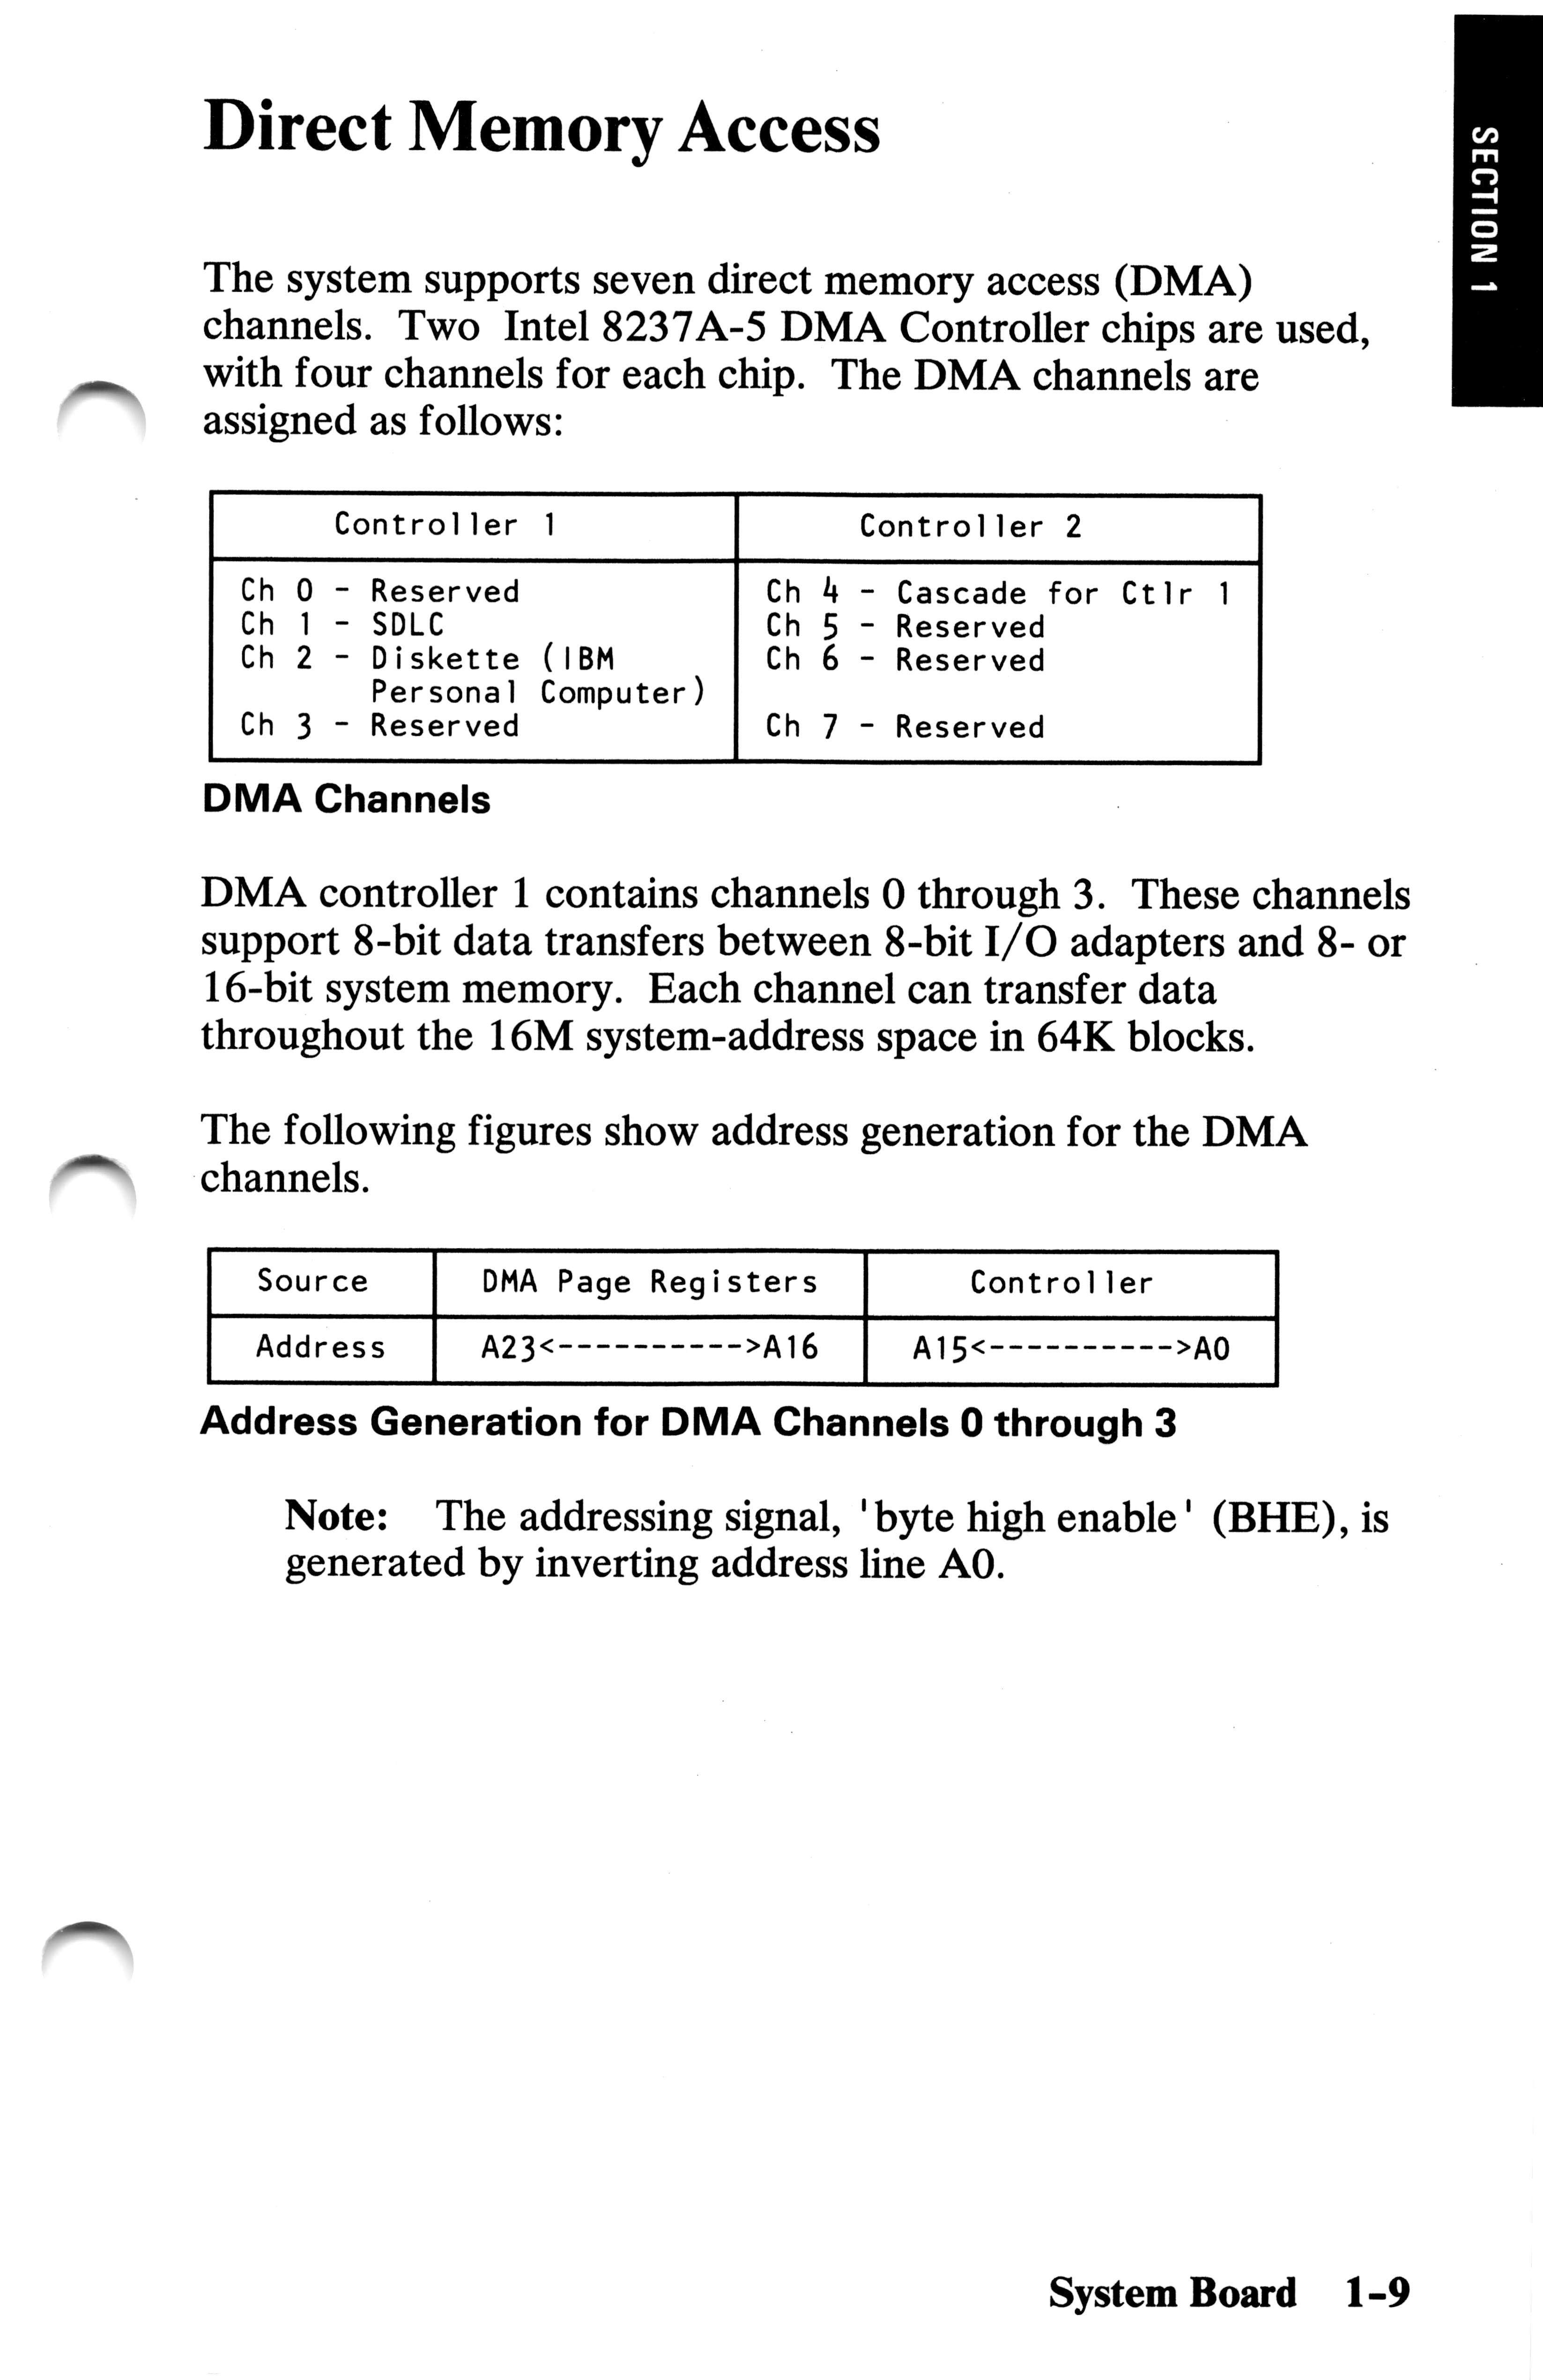 Direct Memory Access
SECTION 1
The system supports seven direct memory access (DMA)
channels. Two Intel 8237A-5 DMA Controller chips are used,
with four channels for each chip. The DMA channels are
assigned as follows:
Controller 1 Controller 2
Ch 0 - Reserved Ch 4 - Cascade for Ctlr 1
Ch 1 - SDLC Ch 5 - Reserved
Ch 2 - Diskette (IBM Ch 6 - Reserved
Personal Computer)
Ch 3 - Reserved Ch 7 - Reserved
DMA Channels
DMA controller 1 contains channels 0 through 3. These channels
support 8-bit data transfers between 8-bit I/O adapters and 8- or
16-bit system memory. Each channel can transfer data
throughout the 16M system-address space in 64K blocks.
The following figures show address generation for the DMA
channels.
Source DMA Page Registers Controller
Address A23<---------->A16 A15<---------->A0
Address Generation for DMA Channels 0 through 3
Note: The addressing signal, 'byte high enable' (BHE), is
generated by inverting address line A0.
System Board 1-9